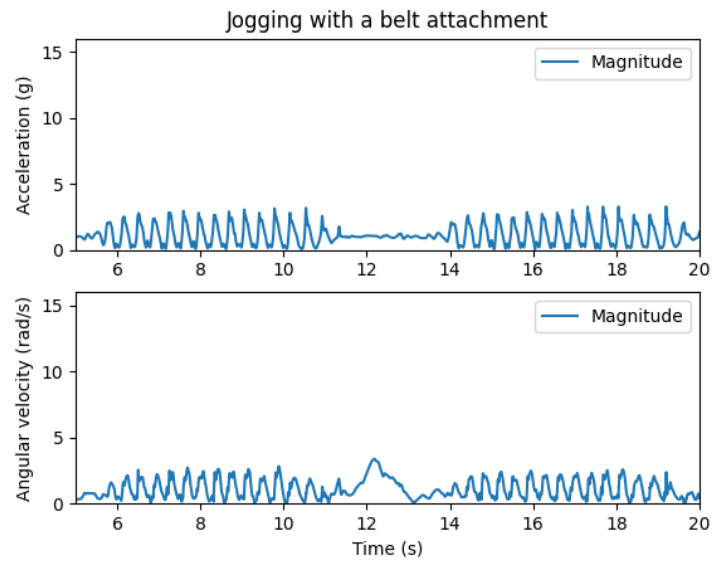 Jogging with a belt attachment
15
10
5
0
Acceleration (g)
Magnitude
6 8 10 12 14 16 18 20
15
10
5
0
Angular velocity (rad/s)
Magnitude
6 8 10 12 14 16 18 20
Time (s)